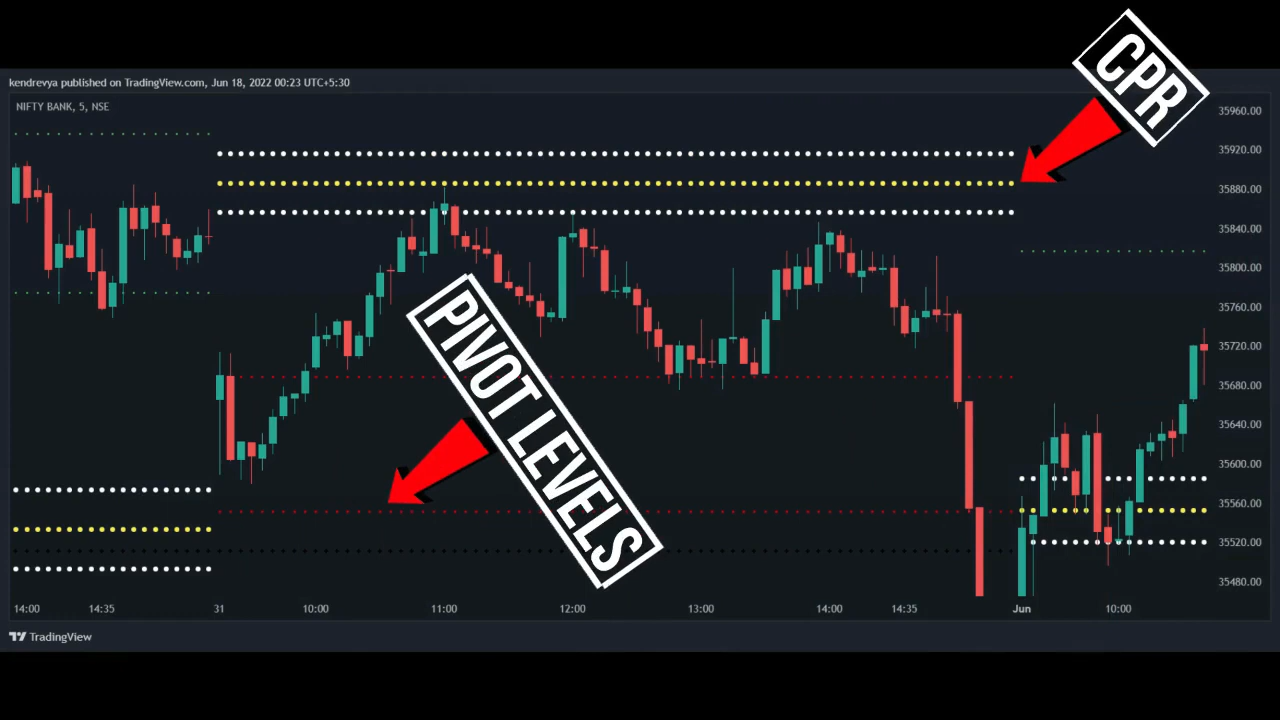 CPR
kendrevya published on TradingView.com, Jun 18, 2022 00:23 UTC+5:30
NIFTY BANK, 5, NSE
35960.00
35920.00
35880.00
35840.00
35800.00
35760.00
35720.00
35680.00
35640.00
35600.00
35560.00
35520.00
35480.00
PIVOT LEVELS
14:00 14:35 31 10:00 11:00 12:00 13:00 14:00 14:35 Jun 10:00
TradingView